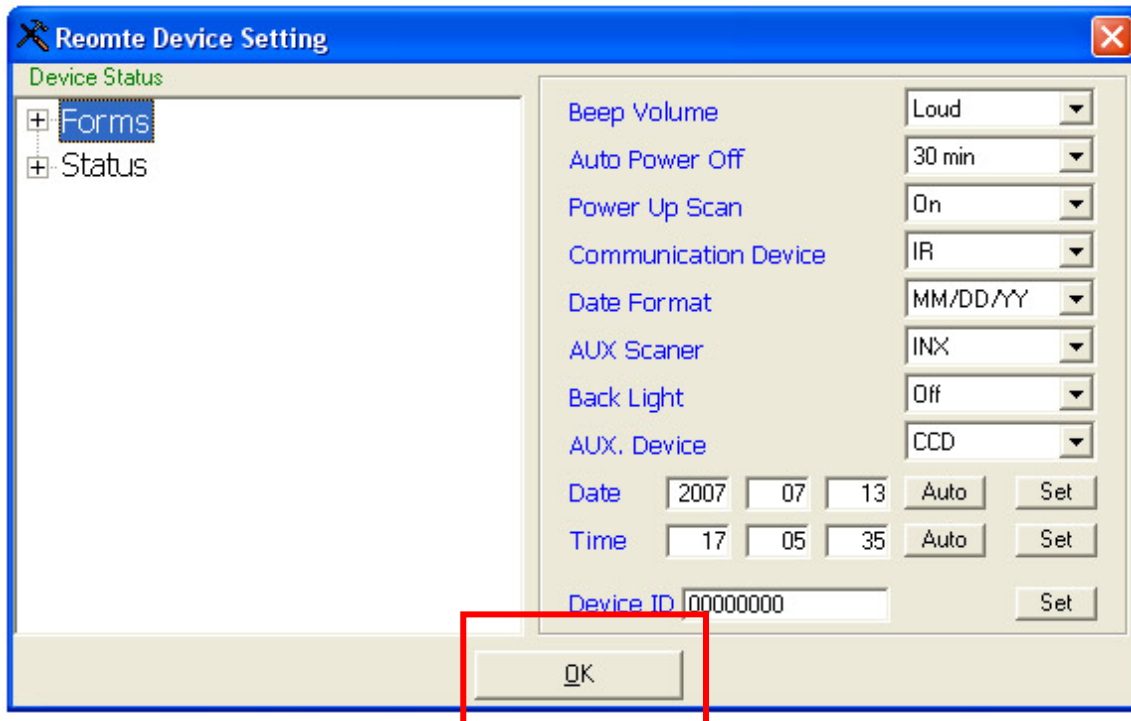 Reomte Device Setting
Device Status
Forms
Status
Beep Volume Loud
Auto Power Off 30 min
Power Up Scan On
Communication Device IR
Date Format MM/DD/YY
AUX Scaner INX
Back Light Off
AUX. Device CCD
Date 2007 07 13 Auto Set
Time 17 05 35 Auto Set
Device ID 00000000 Set
OK